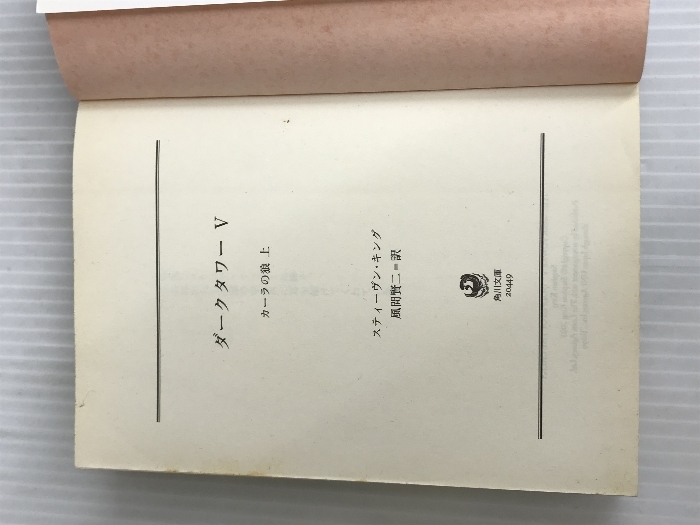 ダークタワー V
カーラの狼 上
スティーヴン・キング
風間賢二=訳
角川文庫
20449